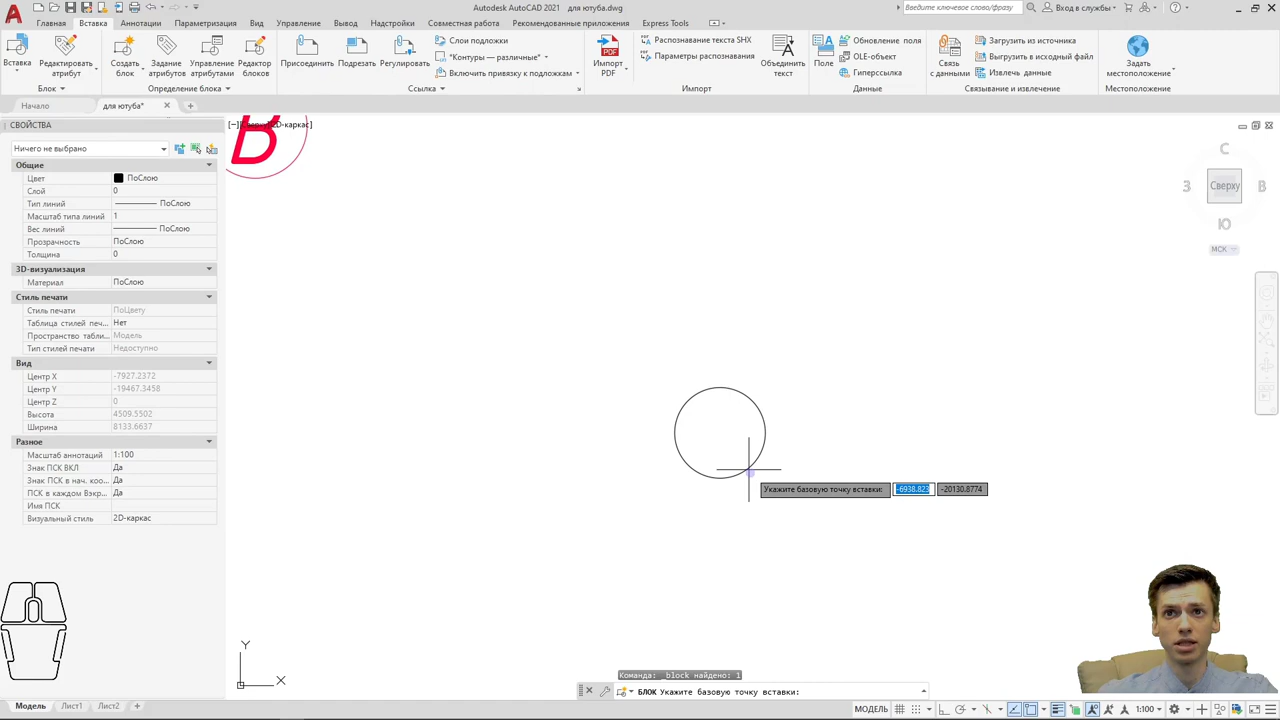 Autodesk AutoCAD 2021 для ютуба.dwg
Введите ключевое слово/фразу
Вход в службы
Главная Вставка Аннотации Параметризация Вид Управление Вывод Надстройки Совместная работа Рекомендованные приложения Express Tools
Вставка
Редактировать атрибут
Создать блок
Задание атрибутов
Управление атрибутами
Редактор блоков
Присоединить
Подрезать
Регулировать
Слои подложки
*Контуры — различные*
Включить привязку к подложкам
Импорт PDF
Распознавание текста SHX
Параметры распознавания
Объединить текст
Поле
Обновление поля
OLE-объект
Гиперссылка
Связь с данными
Загрузить из источника
Выгрузить в исходный файл
Извлечь данные
Задать местоположение
Блок Определение блока Ссылка Импорт Данные Связывание и извлечение Местоположение
Начало для ютуба*
СВОЙСТВА
Ничего не выбрано
Общие
Цвет ПоСлою
Слой 0
Тип линий ПоСлою
Масштаб типа линий 1
Вес линий ПоСлою
Прозрачность ПоСлою
Толщина 0
3D-визуализация
Материал ПоСлою
Стиль печати
Стиль печати ПоЦвету
Таблица стилей печ... Нет
Пространство табли... Модель
Тип стилей печати Недоступно
Вид
Центр X -7927.2372
Центр Y -19467.3458
Центр Z 0
Высота 4509.5502
Ширина 8133.6637
Разное
Масштаб аннотаций 1:100
Знак ПСК ВКЛ Да
Знак ПСК в нач. коо... Да
ПСК в каждом Вэкр... Да
Имя ПСК
Визуальный стиль 2D-каркас
2D-каркас]
В
С
З Сверху В
Ю
МСК
Укажите базовую точку вставки: -6938.823 -20130.8774
Y
X
Команда: _block найдено: 1
БЛОК Укажите базовую точку вставки:
Модель Лист1 Лист2 +
МОДЕЛЬ 1:100